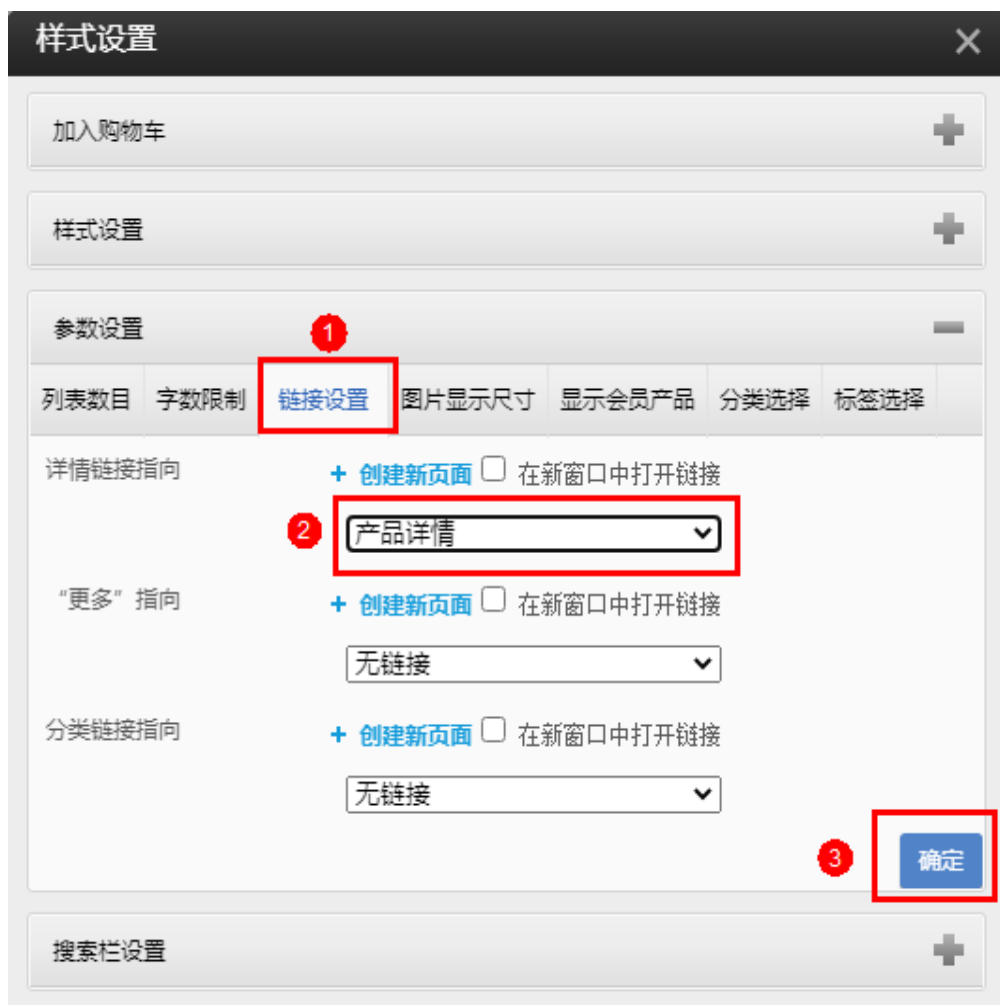 样式设置
加入购物车
样式设置
参数设置
1
列表数目 字数限制 链接设置 图片显示尺寸 显示会员产品 分类选择 标签选择
详情链接指向 + 创建新页面 在新窗口中打开链接
2 产品详情
“更多”指向 + 创建新页面 在新窗口中打开链接
无链接
分类链接指向 + 创建新页面 在新窗口中打开链接
无链接
3 确定
搜索栏设置